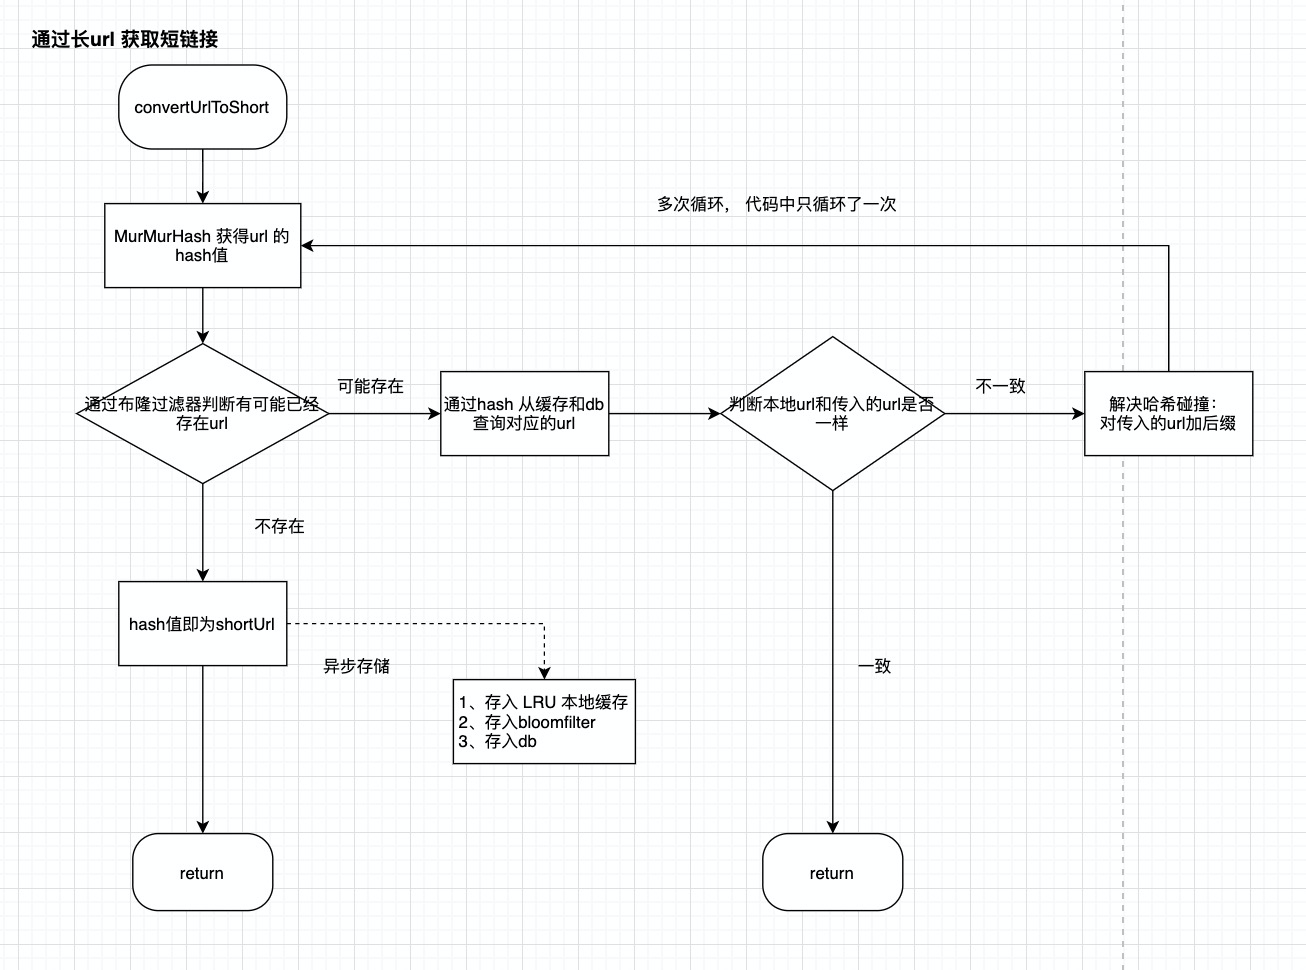 通过长url 获取短链接
convertUrlToShort
多次循环， 代码中只循环了一次
MurMurHash 获得url 的
hash值
通过布隆过滤器判断有可能已经
存在url
可能存在
通过hash 从缓存和db
查询对应的url
判断本地url和传入的url是否
一样
不一致
解决哈希碰撞：
对传入的url加后缀
不存在
hash值即为shortUrl
异步存储
一致
1、存入 LRU 本地缓存
2、存入bloomfilter
3、存入db
return
return